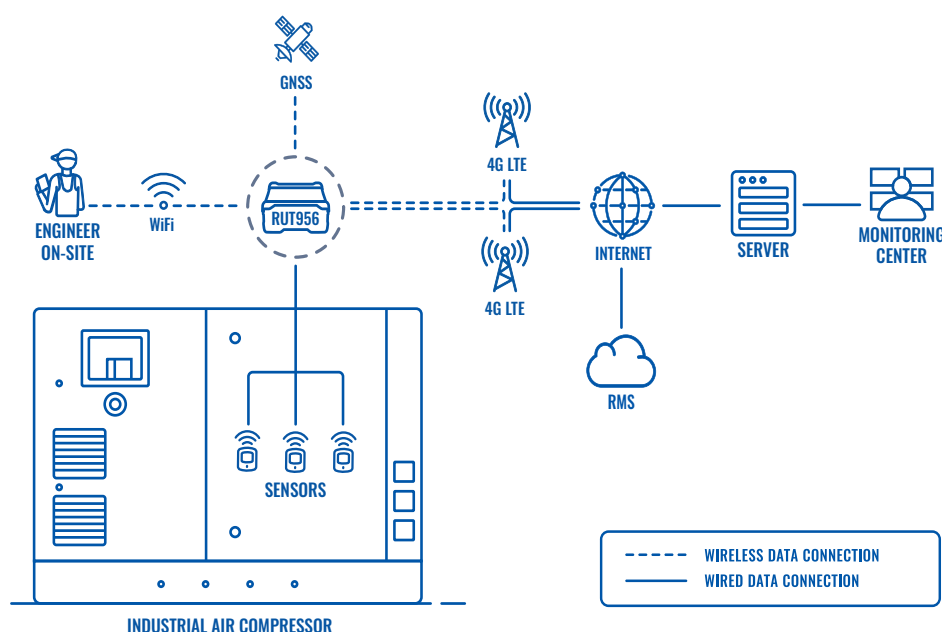 GNSS
4G LTE
RUT956
WiFi
ENGINEER
ON-SITE
INTERNET
SERVER
MONITORING
CENTER
4G LTE
RMS
SENSORS
WIRELESS DATA CONNECTION
WIRED DATA CONNECTION
INDUSTRIAL AIR COMPRESSOR